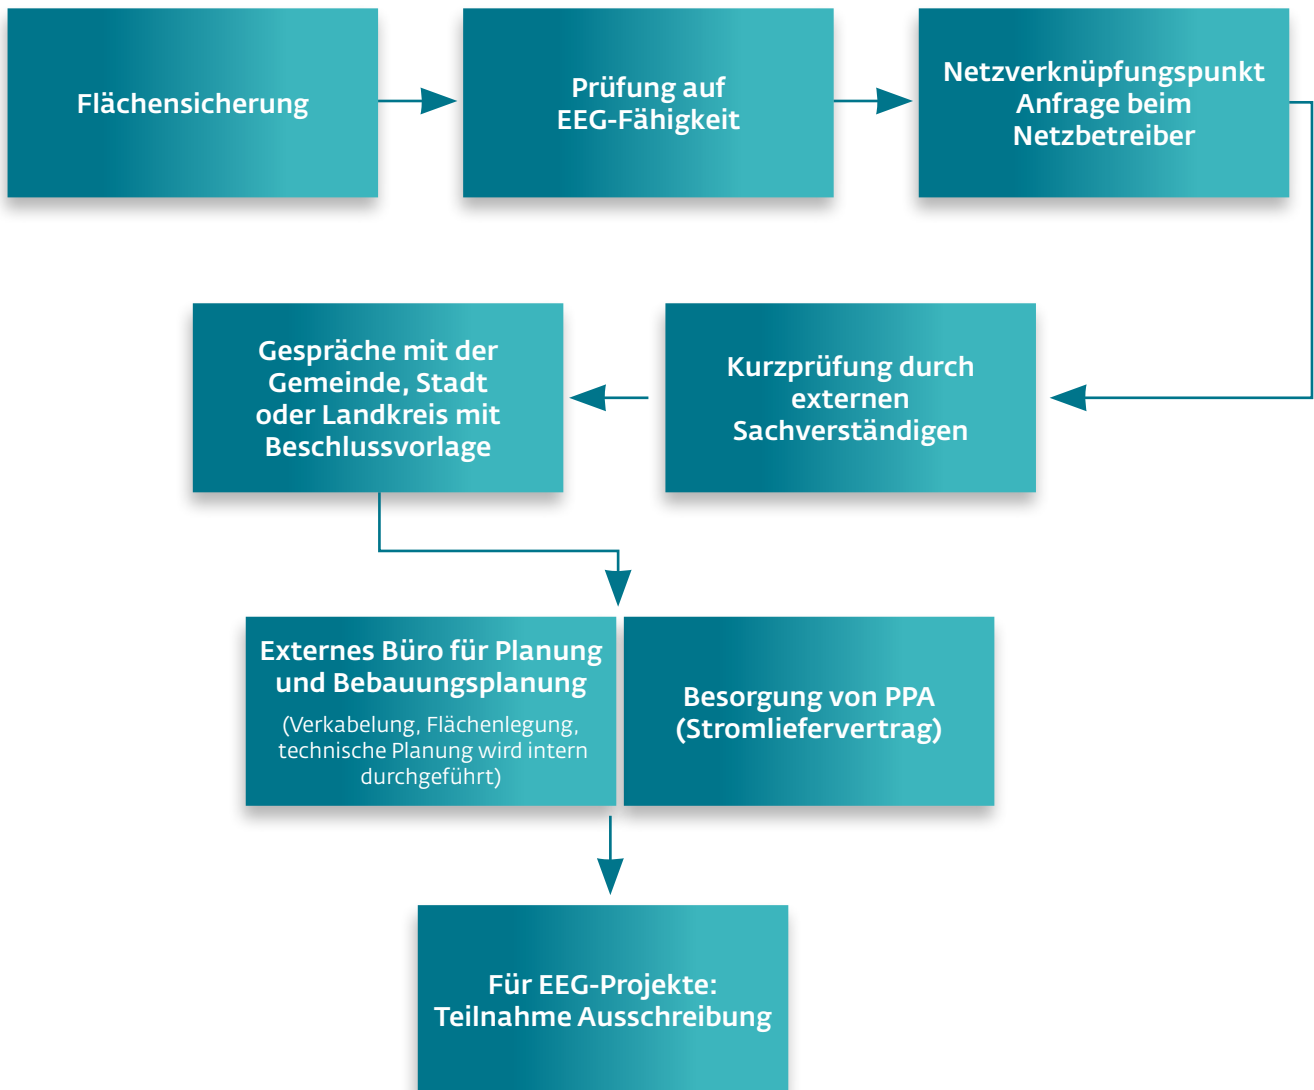 Flächensicherung
Prüfung auf
EEG-Fähigkeit
Netzverknüpfungspunkt
Anfrage beim
Netzbetreiber
Kurzprüfung durch
externen
Sachverständigen
Gespräche mit der
Gemeinde, Stadt
oder Landkreis mit
Beschlussvorlage
Externes Büro für Planung
und Bebauungsplanung
(Verkabelung, Flächenlegung,
technische Planung wird intern
durchgeführt)
Besorgung von PPA
(Stromliefervertrag)
Für EEG-Projekte:
Teilnahme Ausschreibung